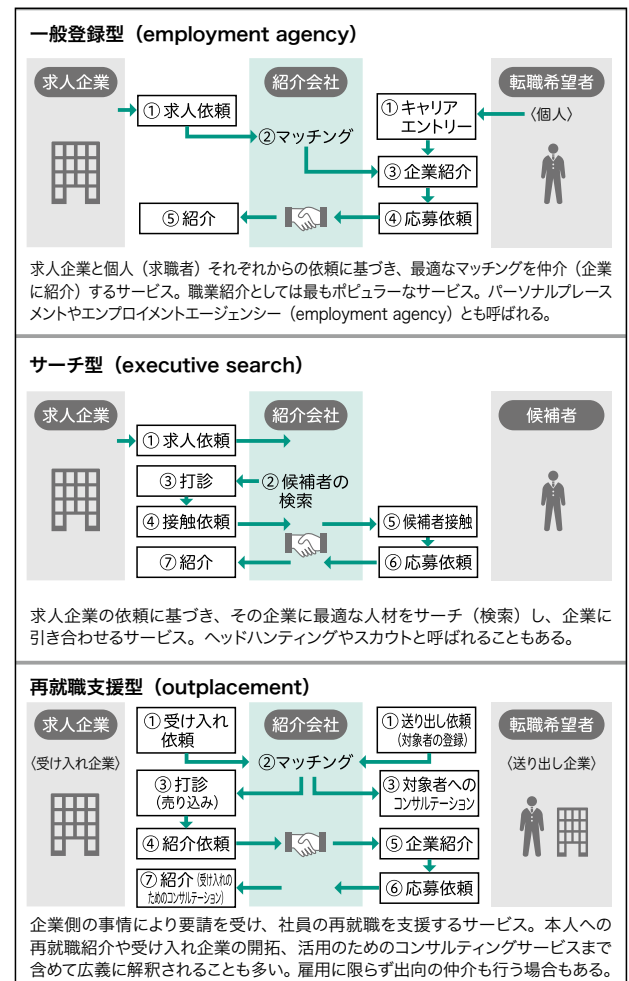 一般登録型（employment agency）
求人企業
紹介会社
転職希望者
①求人依頼
①キャリア
エントリー
〈個人〉
②マッチング
③企業紹介
⑤紹介
④応募依頼
求人企業と個人（求職者）それぞれからの依頼に基づき、最適なマッチングを仲介（企業
に紹介）するサービス。職業紹介としては最もポピュラーなサービス。パーソナルプレース
メントやエンプロイメントエージェンシー（employment agency）とも呼ばれる。
サーチ型（executive search）
求人企業
紹介会社
候補者
①求人依頼
③打診
②候補者の
検索
④接触依頼
⑤候補者接触
⑦紹介
⑥応募依頼
求人企業の依頼に基づき、その企業に最適な人材をサーチ（検索）し、企業に
引き合わせるサービス。ヘッドハンティングやスカウトと呼ばれることもある。
再就職支援型（outplacement）
求人企業
①受け入れ
依頼
紹介会社
①送り出し依頼
（対象者の登録）
転職希望者
〈受け入れ企業〉
②マッチング
〈送り出し企業〉
③打診
（売り込み）
③対象者への
コンサルテーション
④紹介依頼
⑤企業紹介
⑦紹介（受け入れの
ためのコンサルテーション）
⑥応募依頼
企業側の事情により要請を受け、社員の再就職を支援するサービス。本人への
再就職紹介や受け入れ企業の開拓、活用のためのコンサルティングサービスまで
含めて広義に解釈されることも多い。雇用に限らず出向の仲介も行う場合もある。